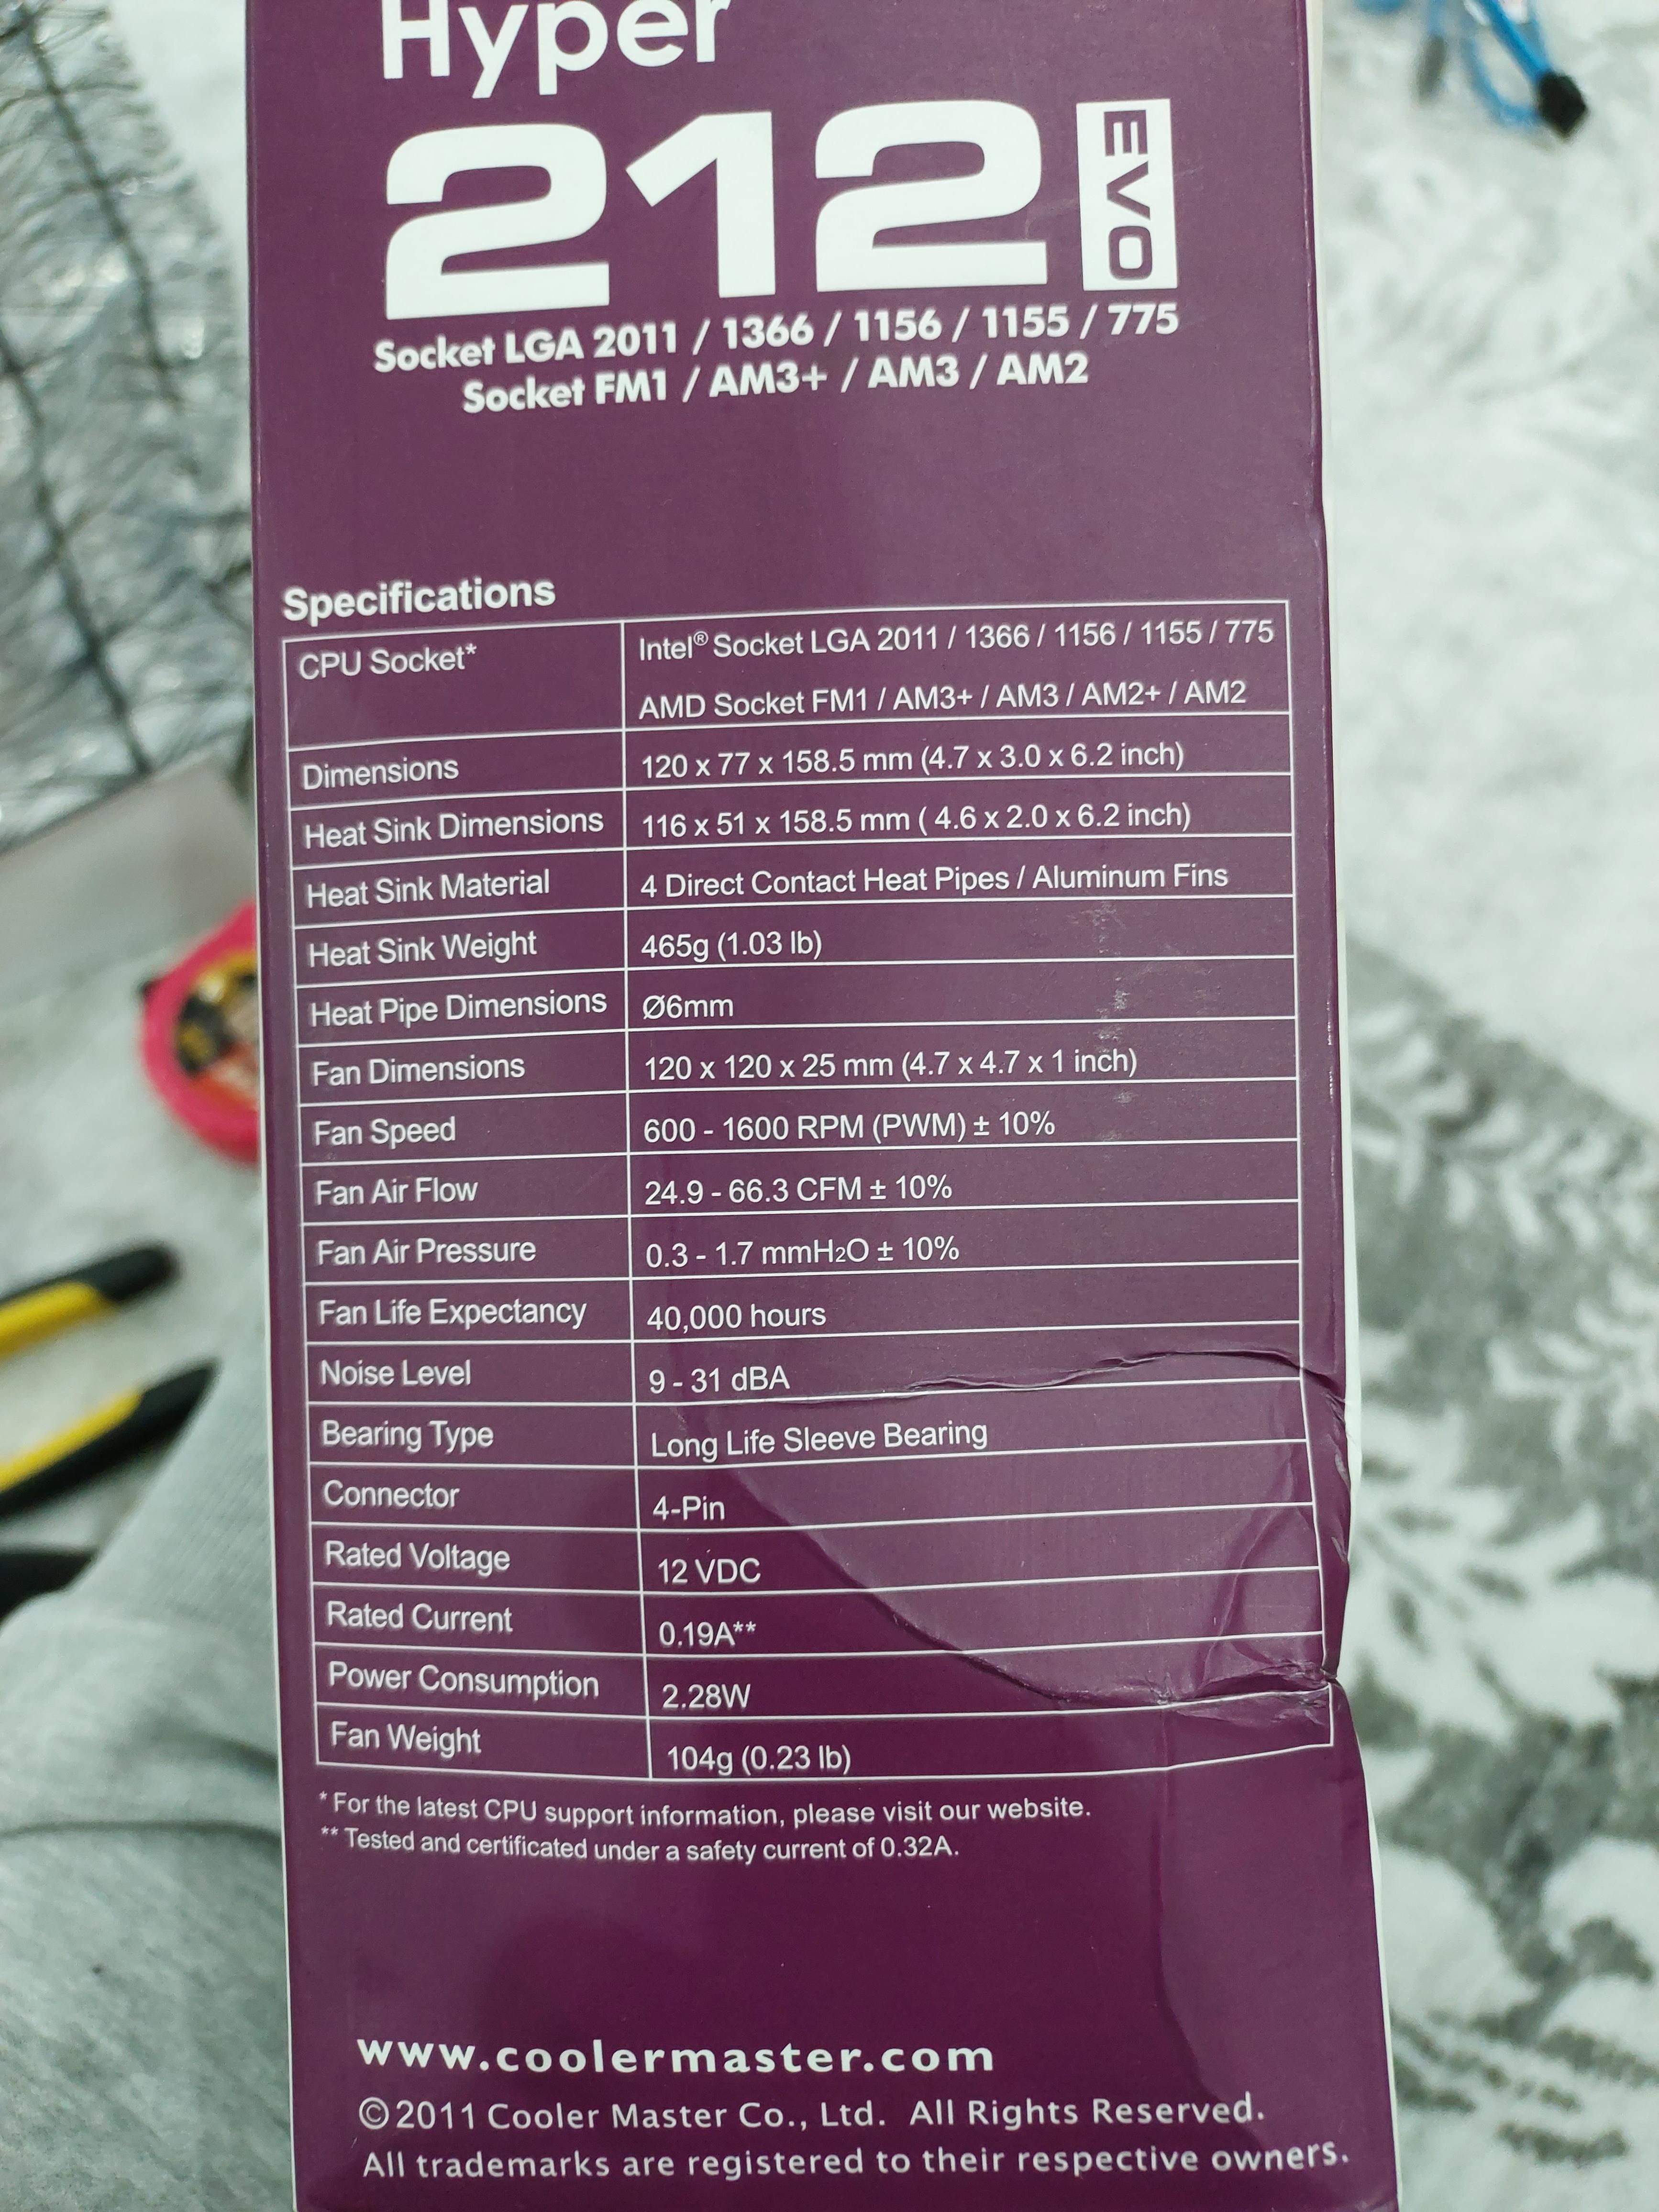 Hyper
212 EVO
Socket LGA 2011 / 1366 / 1156 / 1155 / 775
Socket FM1 / AM3+ / AM3 / AM2
Specifications
CPU Socket* Intel® Socket LGA 2011 / 1366 / 1156 / 1155 / 775
AMD Socket FM1 / AM3+ / AM3 / AM2+ / AM2
Dimensions 120 x 77 x 158.5 mm (4.7 x 3.0 x 6.2 inch)
Heat Sink Dimensions 116 x 51 x 158.5 mm ( 4.6 x 2.0 x 6.2 inch)
Heat Sink Material 4 Direct Contact Heat Pipes / Aluminum Fins
Heat Sink Weight 465g (1.03 lb)
Heat Pipe Dimensions Ø6mm
Fan Dimensions 120 x 120 x 25 mm (4.7 x 4.7 x 1 inch)
Fan Speed 600 - 1600 RPM (PWM) ± 10%
Fan Air Flow 24.9 - 66.3 CFM ± 10%
Fan Air Pressure 0.3 - 1.7 mmH₂O ± 10%
Fan Life Expectancy 40,000 hours
Noise Level 9 - 31 dBA
Bearing Type Long Life Sleeve Bearing
Connector 4-Pin
Rated Voltage 12 VDC
Rated Current 0.19A**
Power Consumption 2.28W
Fan Weight 104g (0.23 lb)
* For the latest CPU support information, please visit our website.
** Tested and certificated under a safety current of 0.32A.
www.coolermaster.com
©2011 Cooler Master Co., Ltd. All Rights Reserved.
All trademarks are registered to their respective owners.